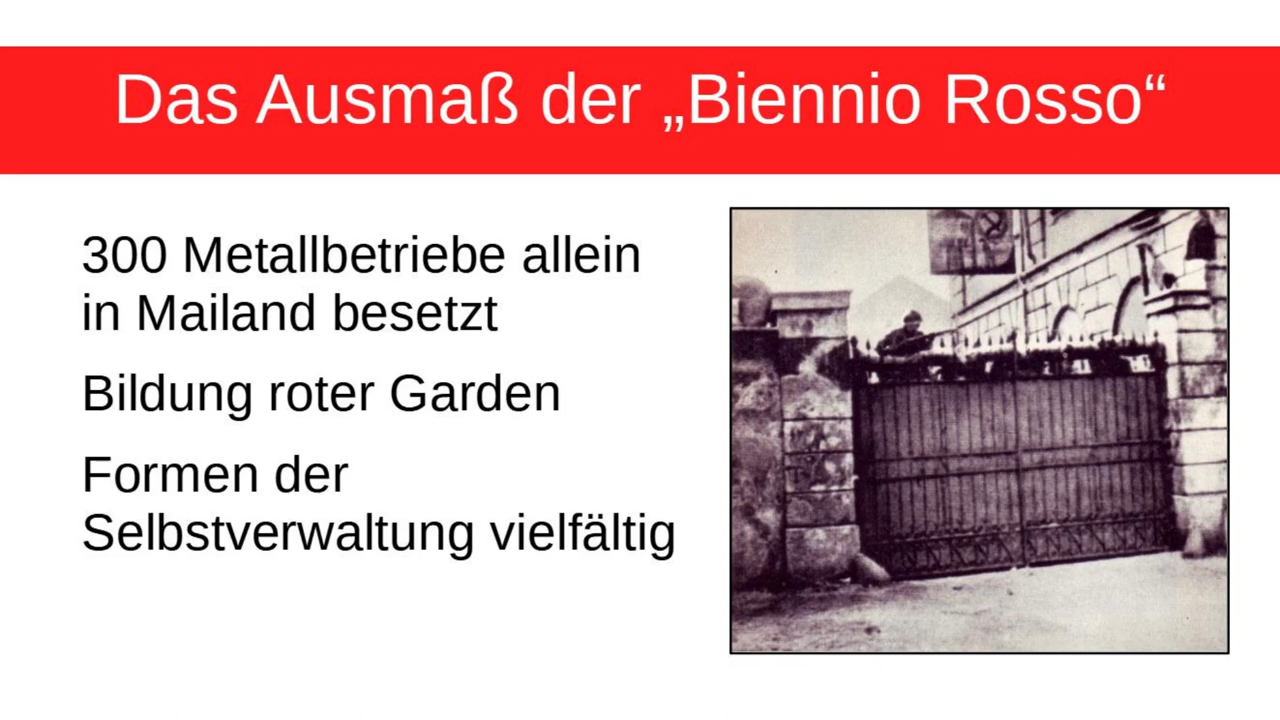 Das Ausmaß der „Biennio Rosso“
300 Metallbetriebe allein
in Mailand besetzt
Bildung roter Garden
Formen der
Selbstverwaltung vielfältig